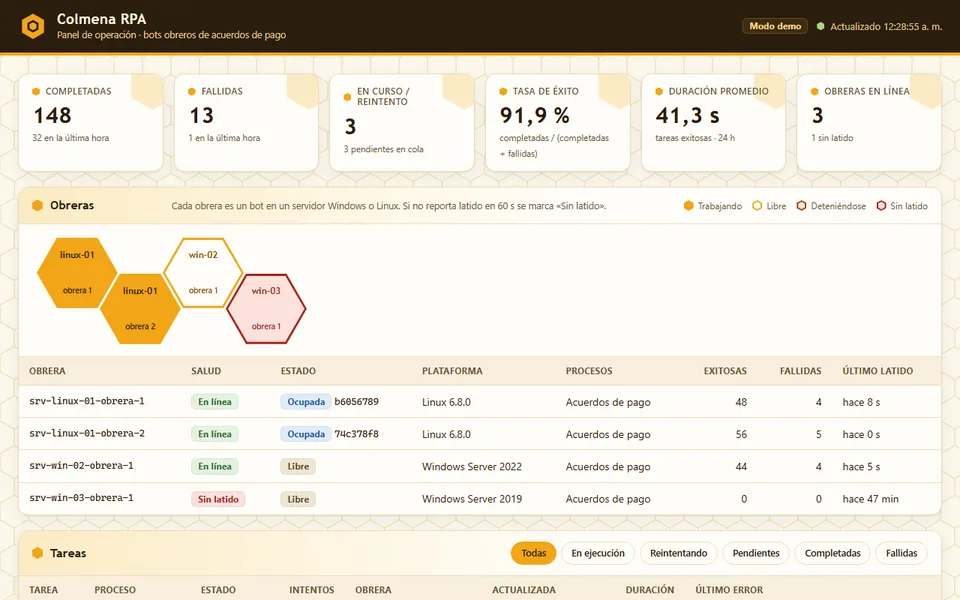 Colmena RPA
Panel de operación · bots obreros de acuerdos de pago
Modo demo
Actualizado 12:28:55 a. m.
COMPLETADAS
148
32 en la última hora
FALLIDAS
13
1 en la última hora
EN CURSO /
REINTENTO
3
3 pendientes en cola
TASA DE ÉXITO
91,9 %
completadas / (completadas
+ fallidas)
DURACIÓN PROMEDIO
41,3 s
tareas exitosas · 24 h
OBRERAS EN LÍNEA
3
1 sin latido
Obreras
Cada obrera es un bot en un servidor Windows o Linux. Si no reporta latido en 60 s se marca «Sin latido».
Trabajando Libre Deteniéndose Sin latido
linux-01
obrera 1
linux-01
obrera 2
win-02
obrera 1
win-03
obrera 1
OBRERA SALUD ESTADO PLATAFORMA PROCESOS EXITOSAS FALLIDAS ÚLTIMO LATIDO
srv-linux-01-obrera-1 En línea Ocupada b6056789 Linux 6.8.0 Acuerdos de pago 48 4 hace 8 s
srv-linux-01-obrera-2 En línea Ocupada 74c378f8 Linux 6.8.0 Acuerdos de pago 56 5 hace 0 s
srv-win-02-obrera-1 En línea Libre Windows Server 2022 Acuerdos de pago 44 4 hace 5 s
srv-win-03-obrera-1 Sin latido Libre Windows Server 2019 Acuerdos de pago 0 0 hace 47 min
Tareas
Todas En ejecución Reintentando Pendientes Completadas Fallidas
TAREA PROCESO ESTADO INTENTOS OBRERA ACTUALIZADA DURACIÓN ÚLTIMO ERROR